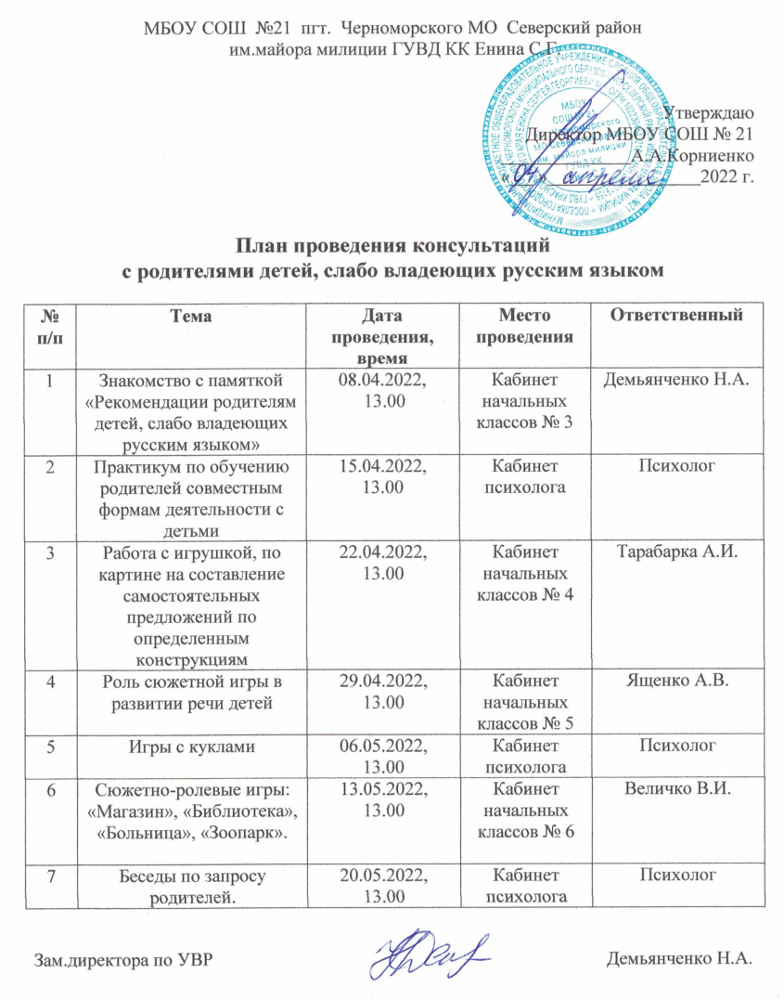 МБОУ СОШ №21 пгт. Черноморского МО Северский район
им.майора милиции ГУВД КК Енина С.Г.
Утверждаю
Директор МБОУ СОШ № 21
А.А.Корниенко
«04» апреля 2022 г.
План проведения консультаций
с родителями детей, слабо владеющих русским языком
№ Тема Дата Место Ответственный
п/п проведения, проведения
время
1 Знакомство с памяткой 08.04.2022, Кабинет Демьянченко Н.А.
«Рекомендации родителям 13.00 начальных
детей, слабо владеющих классов № 3
русским языком»
2 Практикум по обучению 15.04.2022, Кабинет Психолог
родителей совместным 13.00 психолога
формам деятельности с
детьми
3 Работа с игрушкой, по 22.04.2022, Кабинет Тарабарка А.И.
картине на составление 13.00 начальных
самостоятельных классов № 4
предложений по
определенным
конструкциям
4 Роль сюжетной игры в 29.04.2022, Кабинет Ященко А.В.
развитии речи детей 13.00 начальных
классов № 5
5 Игры с куклами 06.05.2022, Кабинет Психолог
13.00 психолога
6 Сюжетно-ролевые игры: 13.05.2022, Кабинет Величко В.И.
«Магазин», «Библиотека», 13.00 начальных
«Больница», «Зоопарк». классов № 6
7 Беседы по запросу 20.05.2022, Кабинет Психолог
родителей. 13.00 психолога
Зам.директора по УВР Демьянченко Н.А.